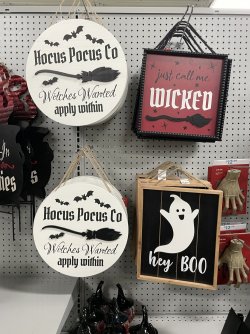 Hocus Pocus Co
Witches Wanted
apply within
just call me
WICKED
Hocus Pocus Co
Witches Wanted
apply within
hey BOO